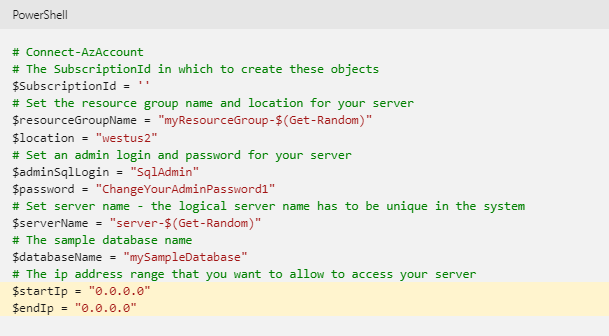 PowerShell
# Connect-AzAccount
# The SubscriptionId in which to create these objects
$SubscriptionId = ''
# Set the resource group name and location for your server
$resourceGroupName = "myResourceGroup-$(Get-Random)"
$location = "westus2"
# Set an admin login and password for your server
$adminSqlLogin = "SqlAdmin"
$password = "ChangeYourAdminPassword1"
# Set server name - the logical server name has to be unique in the system
$serverName = "server-$(Get-Random)"
# The sample database name
$databaseName = "mySampleDatabase"
# The ip address range that you want to allow to access your server
$startIp = "0.0.0.0"
$endIp = "0.0.0.0"